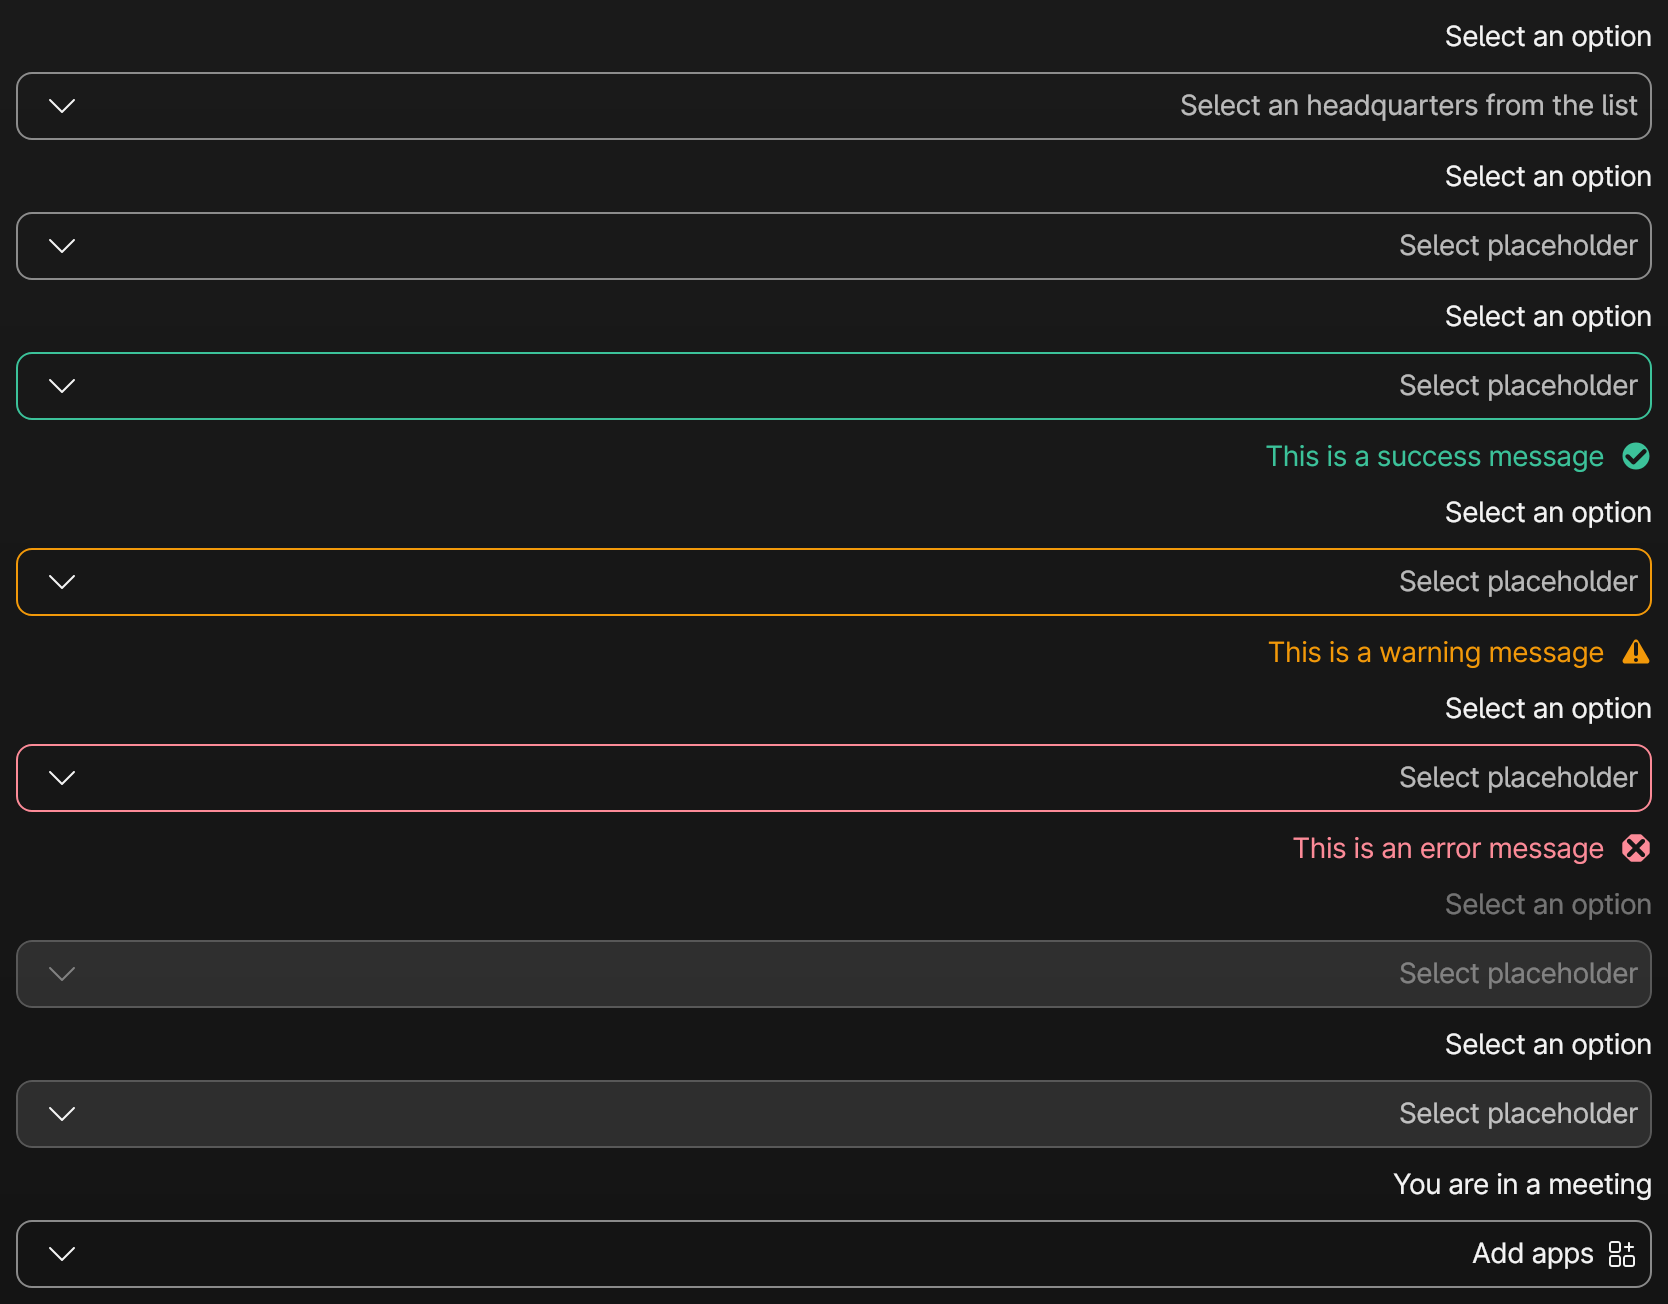 Select an option
Select an headquarters from the list
Select an option
Select placeholder
Select an option
Select placeholder
This is a success message
Select an option
Select placeholder
This is a warning message
Select an option
Select placeholder
This is an error message
Select an option
Select placeholder
Select an option
Select placeholder
You are in a meeting
Add apps